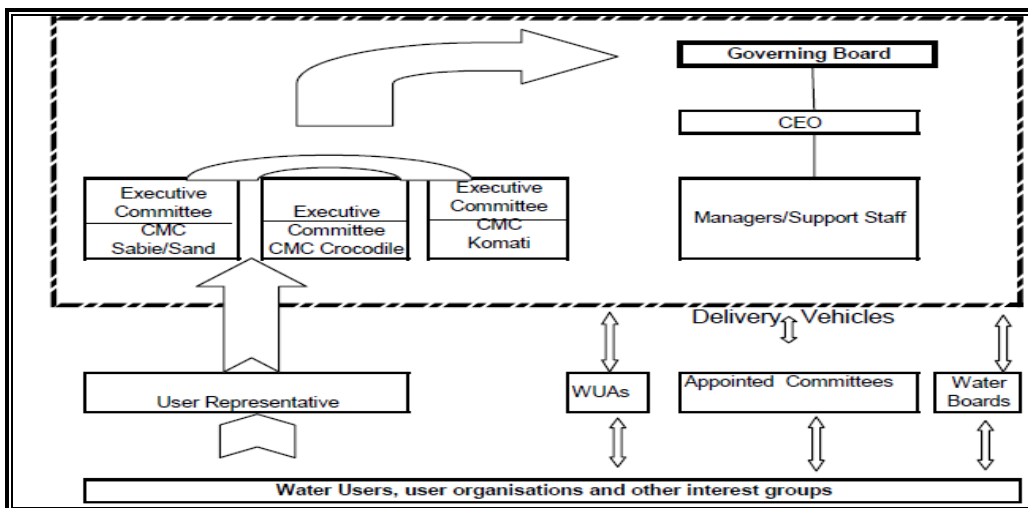 Governing Board
CEO
Executive
Committee
CMC
Sabie/Sand
Executive
Committee
CMC Crocodile
Executive
Committee
CMC
Komati
Managers/Support Staff
Delivery Vehicles
User Representative
WUAs
Appointed Committees
Water
Boards
Water Users, user organisations and other interest groups